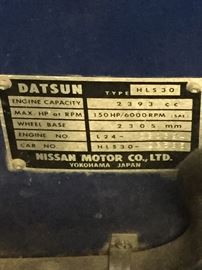 DATSUN TYPE HLS30
ENGINE CAPACITY 2393 cc
MAX. HP at RPM 150HP/6000RPM (SAE)
WHEEL BASE 2305 mm
ENGINE NO. L24-
CAR NO. HLS30-
NISSAN MOTOR CO., LTD.
YOKOHAMA JAPAN